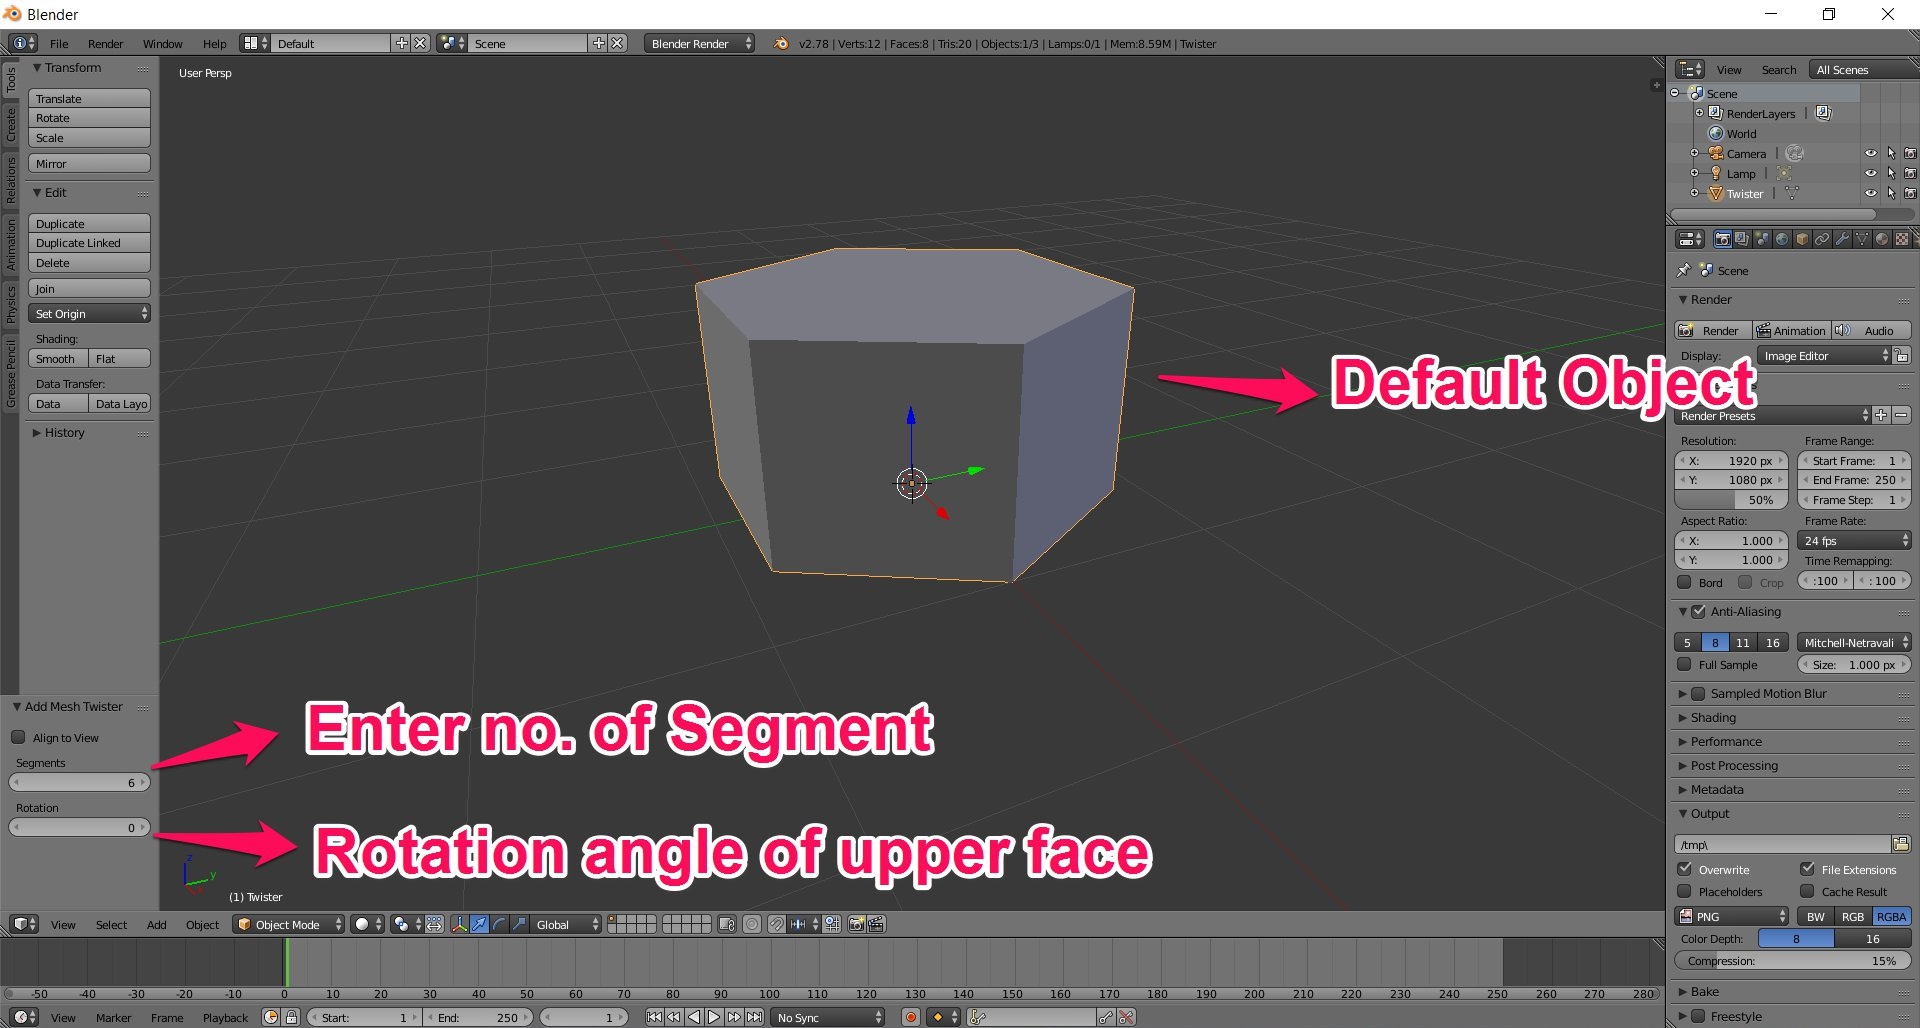 Blender
File Render Window Help Default Scene Blender Render v2.78 | Verts:12 | Faces:8 | Tris:20 | Objects:1/3 | Lamps:0/1 | Mem:8.59M | Twister
Tools
Create
Relations
Animation
Physics
Grease Pencil
Transform
Translate
Rotate
Scale
Mirror
Edit
Duplicate
Duplicate Linked
Delete
Join
Set Origin
Shading:
Smooth Flat
Data Transfer:
Data Data Layo
History
Add Mesh Twister
Align to View
Segments
6
Rotation
0
User Persp
Default Object
Enter no. of Segment
Rotation angle of upper face
z
y
(1) Twister
View Search All Scenes
Scene
RenderLayers |
World
Camera |
Lamp |
Twister |
Scene
Render
Render Animation Audio
Display: Image Editor
Render Presets
Resolution: Frame Range:
X: 1920 px Start Frame: 1
Y: 1080 px End Frame: 250
50% Frame Step: 1
Aspect Ratio: Frame Rate:
X: 1.000 24 fps
Y: 1.000 Time Remapping:
Bord Crop :100 : 100
Anti-Aliasing
5 8 11 16 Mitchell-Netravali
Full Sample Size: 1.000 px
Sampled Motion Blur
Shading
Performance
Post Processing
Metadata
Output
/tmp\
Overwrite File Extensions
Placeholders Cache Result
PNG BW RGB RGBA
Color Depth: 8 16
Compression: 15%
Bake
Freestyle
View Select Add Object Object Mode Global
-50 -40 -30 -20 -10 0 10 20 30 40 50 60 70 80 90 100 110 120 130 140 150 160 170 180 190 200 210 220 230 240 250 260 270 280
View Marker Frame Playback Start: 1 End: 250 1 No Sync